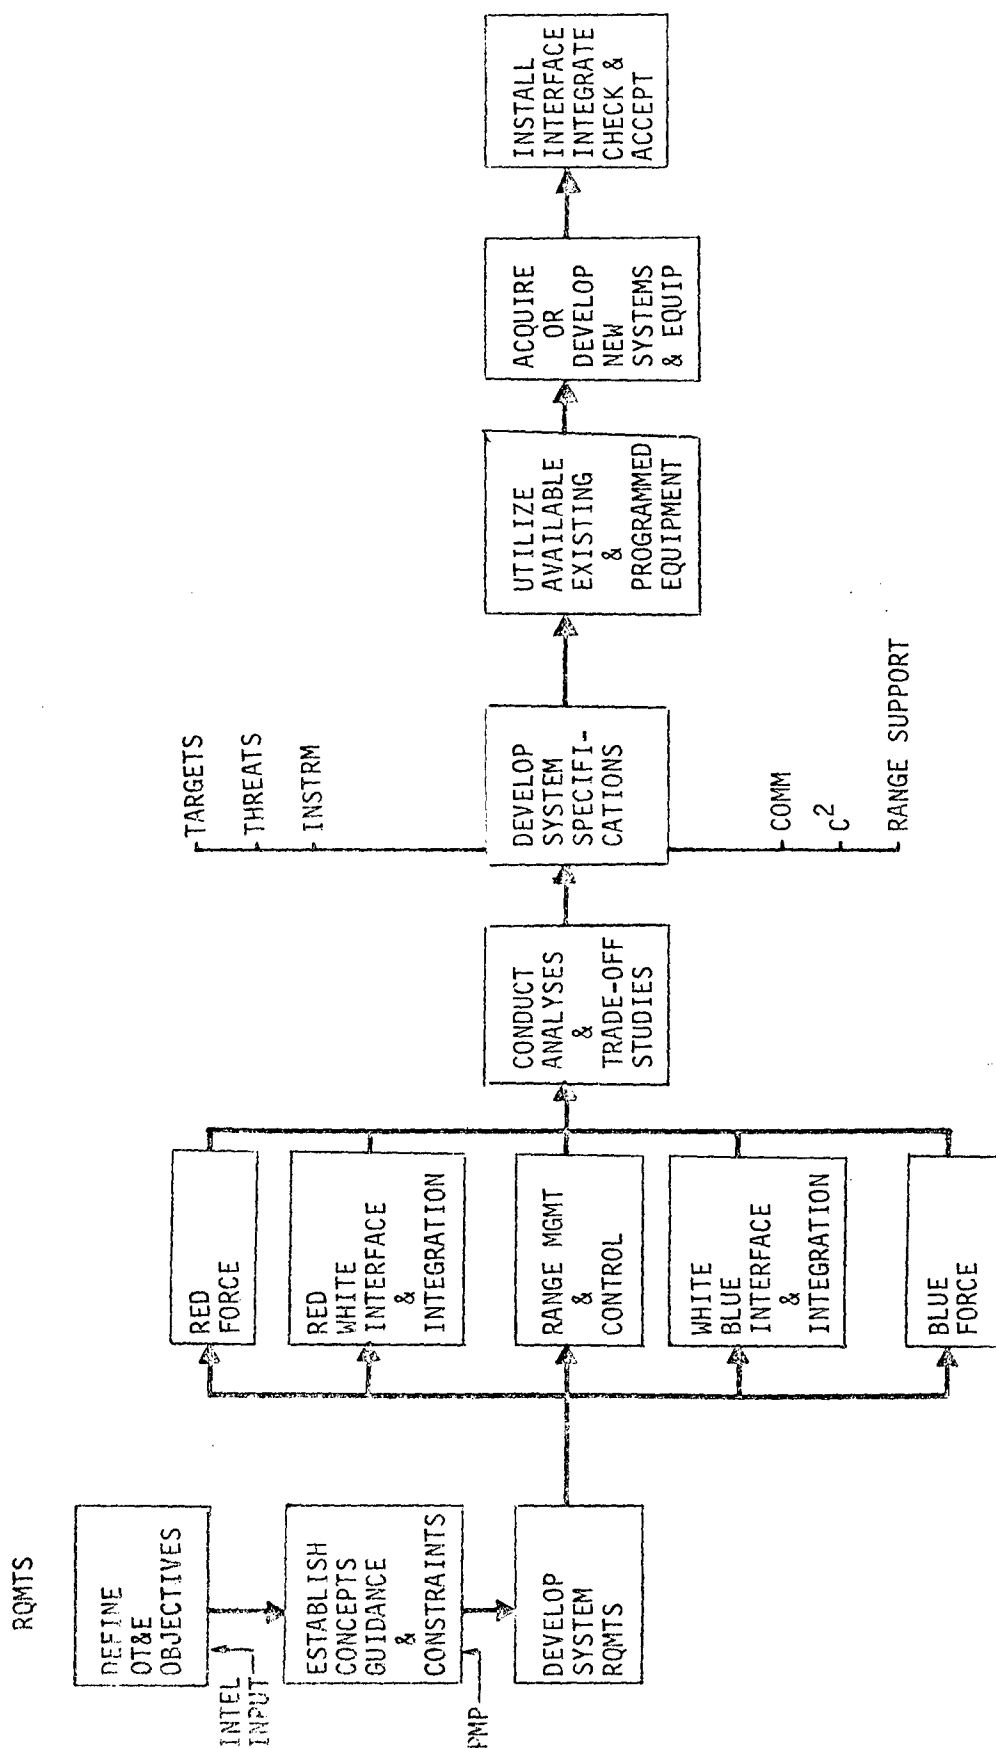 RQMTS
DEFINE
OT&E
OBJECTIVES
INTEL
INPUT
ESTABLISH
CONCEPTS
GUIDANCE
&
CONSTRAINTS
PMP
DEVELOP
SYSTEM
RQMTS
RED
FORCE
RED
WHITE
INTERFACE
&
INTEGRATION
RANGE MGMT
&
CONTROL
WHITE
BLUE
INTERFACE
&
INTEGRATION
BLUE
FORCE
CONDUCT
ANALYSES
&
TRADE-OFF
STUDIES
TARGETS
THREATS
INSTRM
DEVELOP
SYSTEM
SPECIFI-
CATIONS
COMM
C²
RANGE SUPPORT
UTILIZE
AVAILABLE
EXISTING
&
PROGRAMMED
EQUIPMENT
ACQUIRE
OR
DEVELOP
NEW
SYSTEMS
& EQUIP
INSTALL
INTERFACE
INTEGRATE
CHECK &
ACCEPT